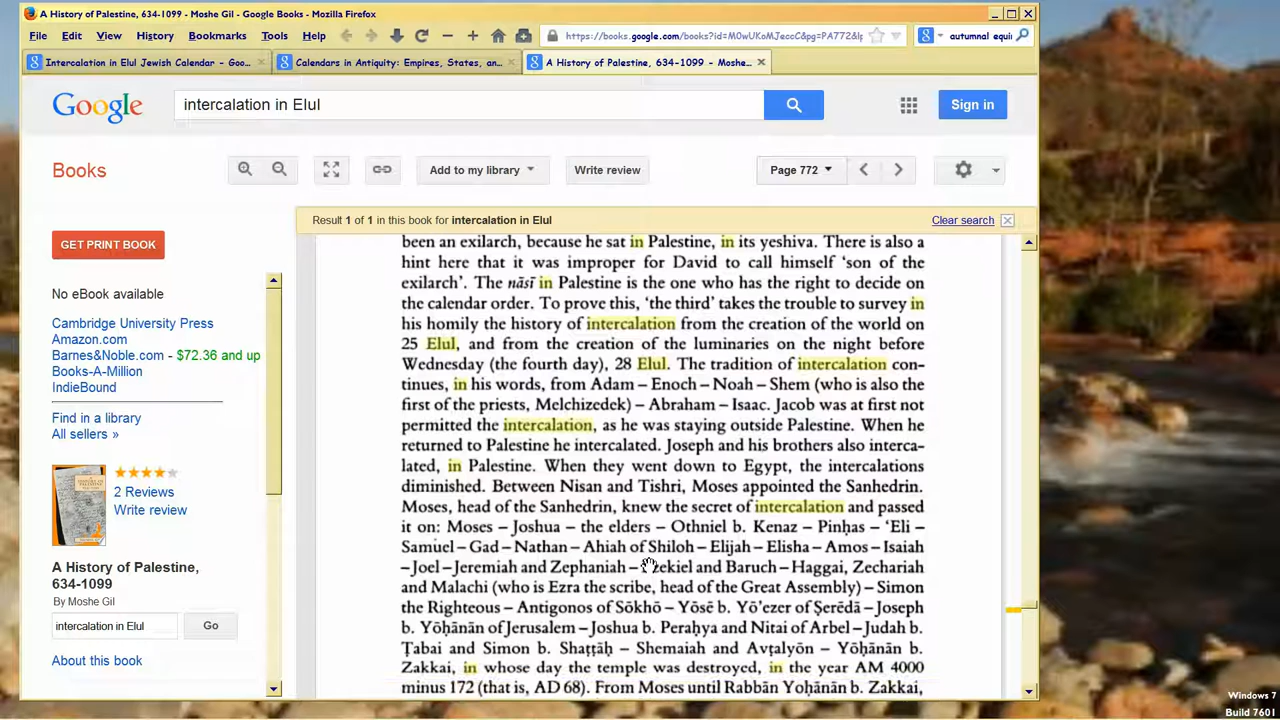 A History of Palestine, 634-1099 - Moshe Gil - Google Books - Mozilla Firefox
File Edit View History Bookmarks Tools Help
https://books.google.com/books?id=M0wUKoMJeccC&pg=PA772&lp
autumnal equi
Intercalation in Elul Jewish Calendar - Goo...
Calendars in Antiquity: Empires, States, an...
A History of Palestine, 634-1099 - Moshe...
Google
intercalation in Elul
Sign in
Books
Add to my library
Write review
Page 772
Result 1 of 1 in this book for intercalation in Elul
Clear search
GET PRINT BOOK
No eBook available
Cambridge University Press
Amazon.com
Barnes&Noble.com - $72.36 and up
Books-A-Million
IndieBound
Find in a library
All sellers »
2 Reviews
Write review
A History of Palestine,
634-1099
By Moshe Gil
intercalation in Elul
Go
About this book
been an exilarch, because he sat in Palestine, in its yeshiva. There is also a
hint here that it was improper for David to call himself 'son of the
exilarch'. The nāsī in Palestine is the one who has the right to decide on
the calendar order. To prove this, 'the third' takes the trouble to survey in
his homily the history of intercalation from the creation of the world on
25 Elul, and from the creation of the luminaries on the night before
Wednesday (the fourth day), 28 Elul. The tradition of intercalation con-
tinues, in his words, from Adam – Enoch – Noah – Shem (who is also the
first of the priests, Melchizedek) – Abraham – Isaac. Jacob was at first not
permitted the intercalation, as he was staying outside Palestine. When he
returned to Palestine he intercalated. Joseph and his brothers also interca-
lated, in Palestine. When they went down to Egypt, the intercalations
diminished. Between Nisan and Tishri, Moses appointed the Sanhedrin.
Moses, head of the Sanhedrin, knew the secret of intercalation and passed
it on: Moses – Joshua – the elders – Othniel b. Kenaz – Pinḥas – 'Eli –
Samuel – Gad – Nathan – Ahiah of Shiloh – Elijah – Elisha – Amos – Isaiah
– Joel – Jeremiah and Zephaniah – Ezekiel and Baruch – Haggai, Zechariah
and Malachi (who is Ezra the scribe, head of the Great Assembly) – Simon
the Righteous – Antigonos of Sōkhō – Yōsē b. Yō'ezer of Ṣerēdā – Joseph
b. Yōḥānān of Jerusalem – Joshua b. Peraḥya and Nitai of Arbel – Judah b.
Ṭabai and Simon b. Shaṭṭāḥ – Shemaiah and Avṭalyōn – Yōḥānān b.
Zakkai, in whose day the temple was destroyed, in the year AM 4000
minus 172 (that is, AD 68). From Moses until Rabbān Yoḥānān b. Zakkai,
Windows 7
Build 7601